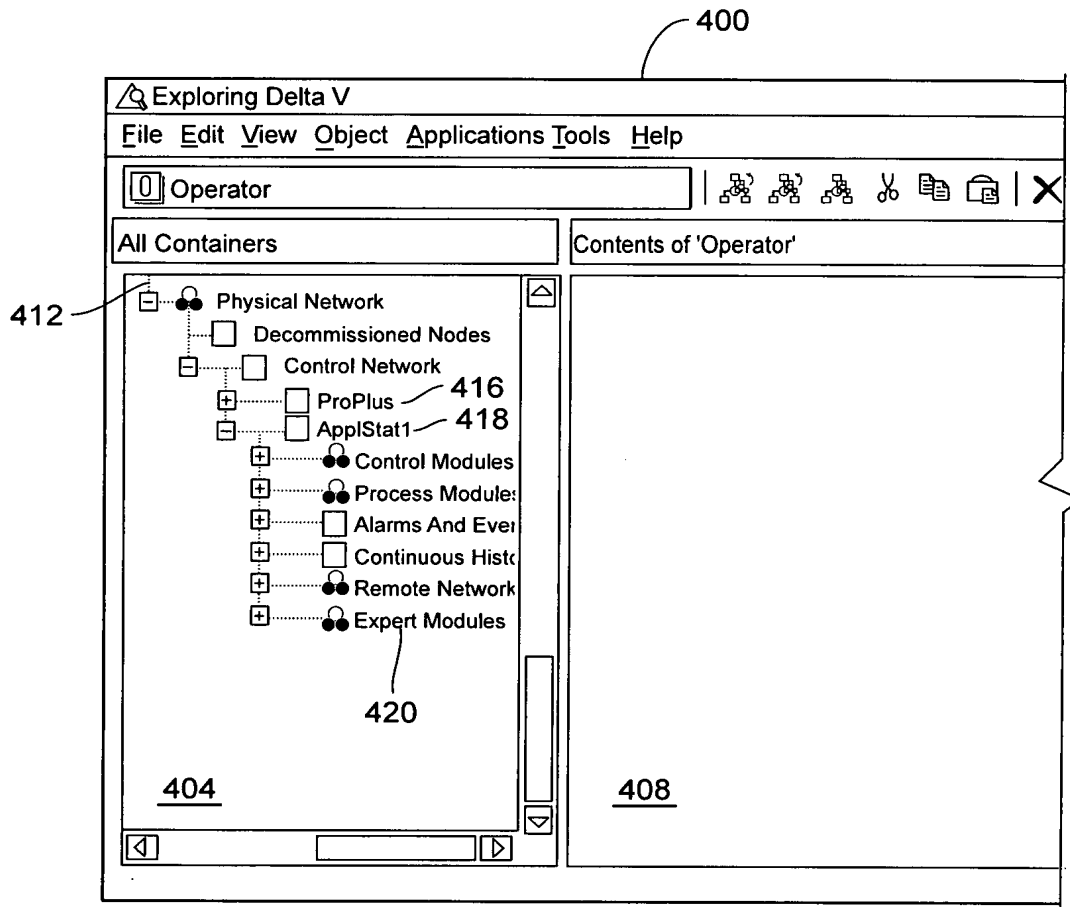 400
Exploring Delta V
File Edit View Object Applications Tools Help
Operator
All Containers
Contents of 'Operator'
412
Physical Network
Decommissioned Nodes
Control Network
ProPlus 416
ApplStat1 418
Control Modules
Process Modules
Alarms And Ever
Continuous Histo
Remote Network
Expert Modules
420
404
408